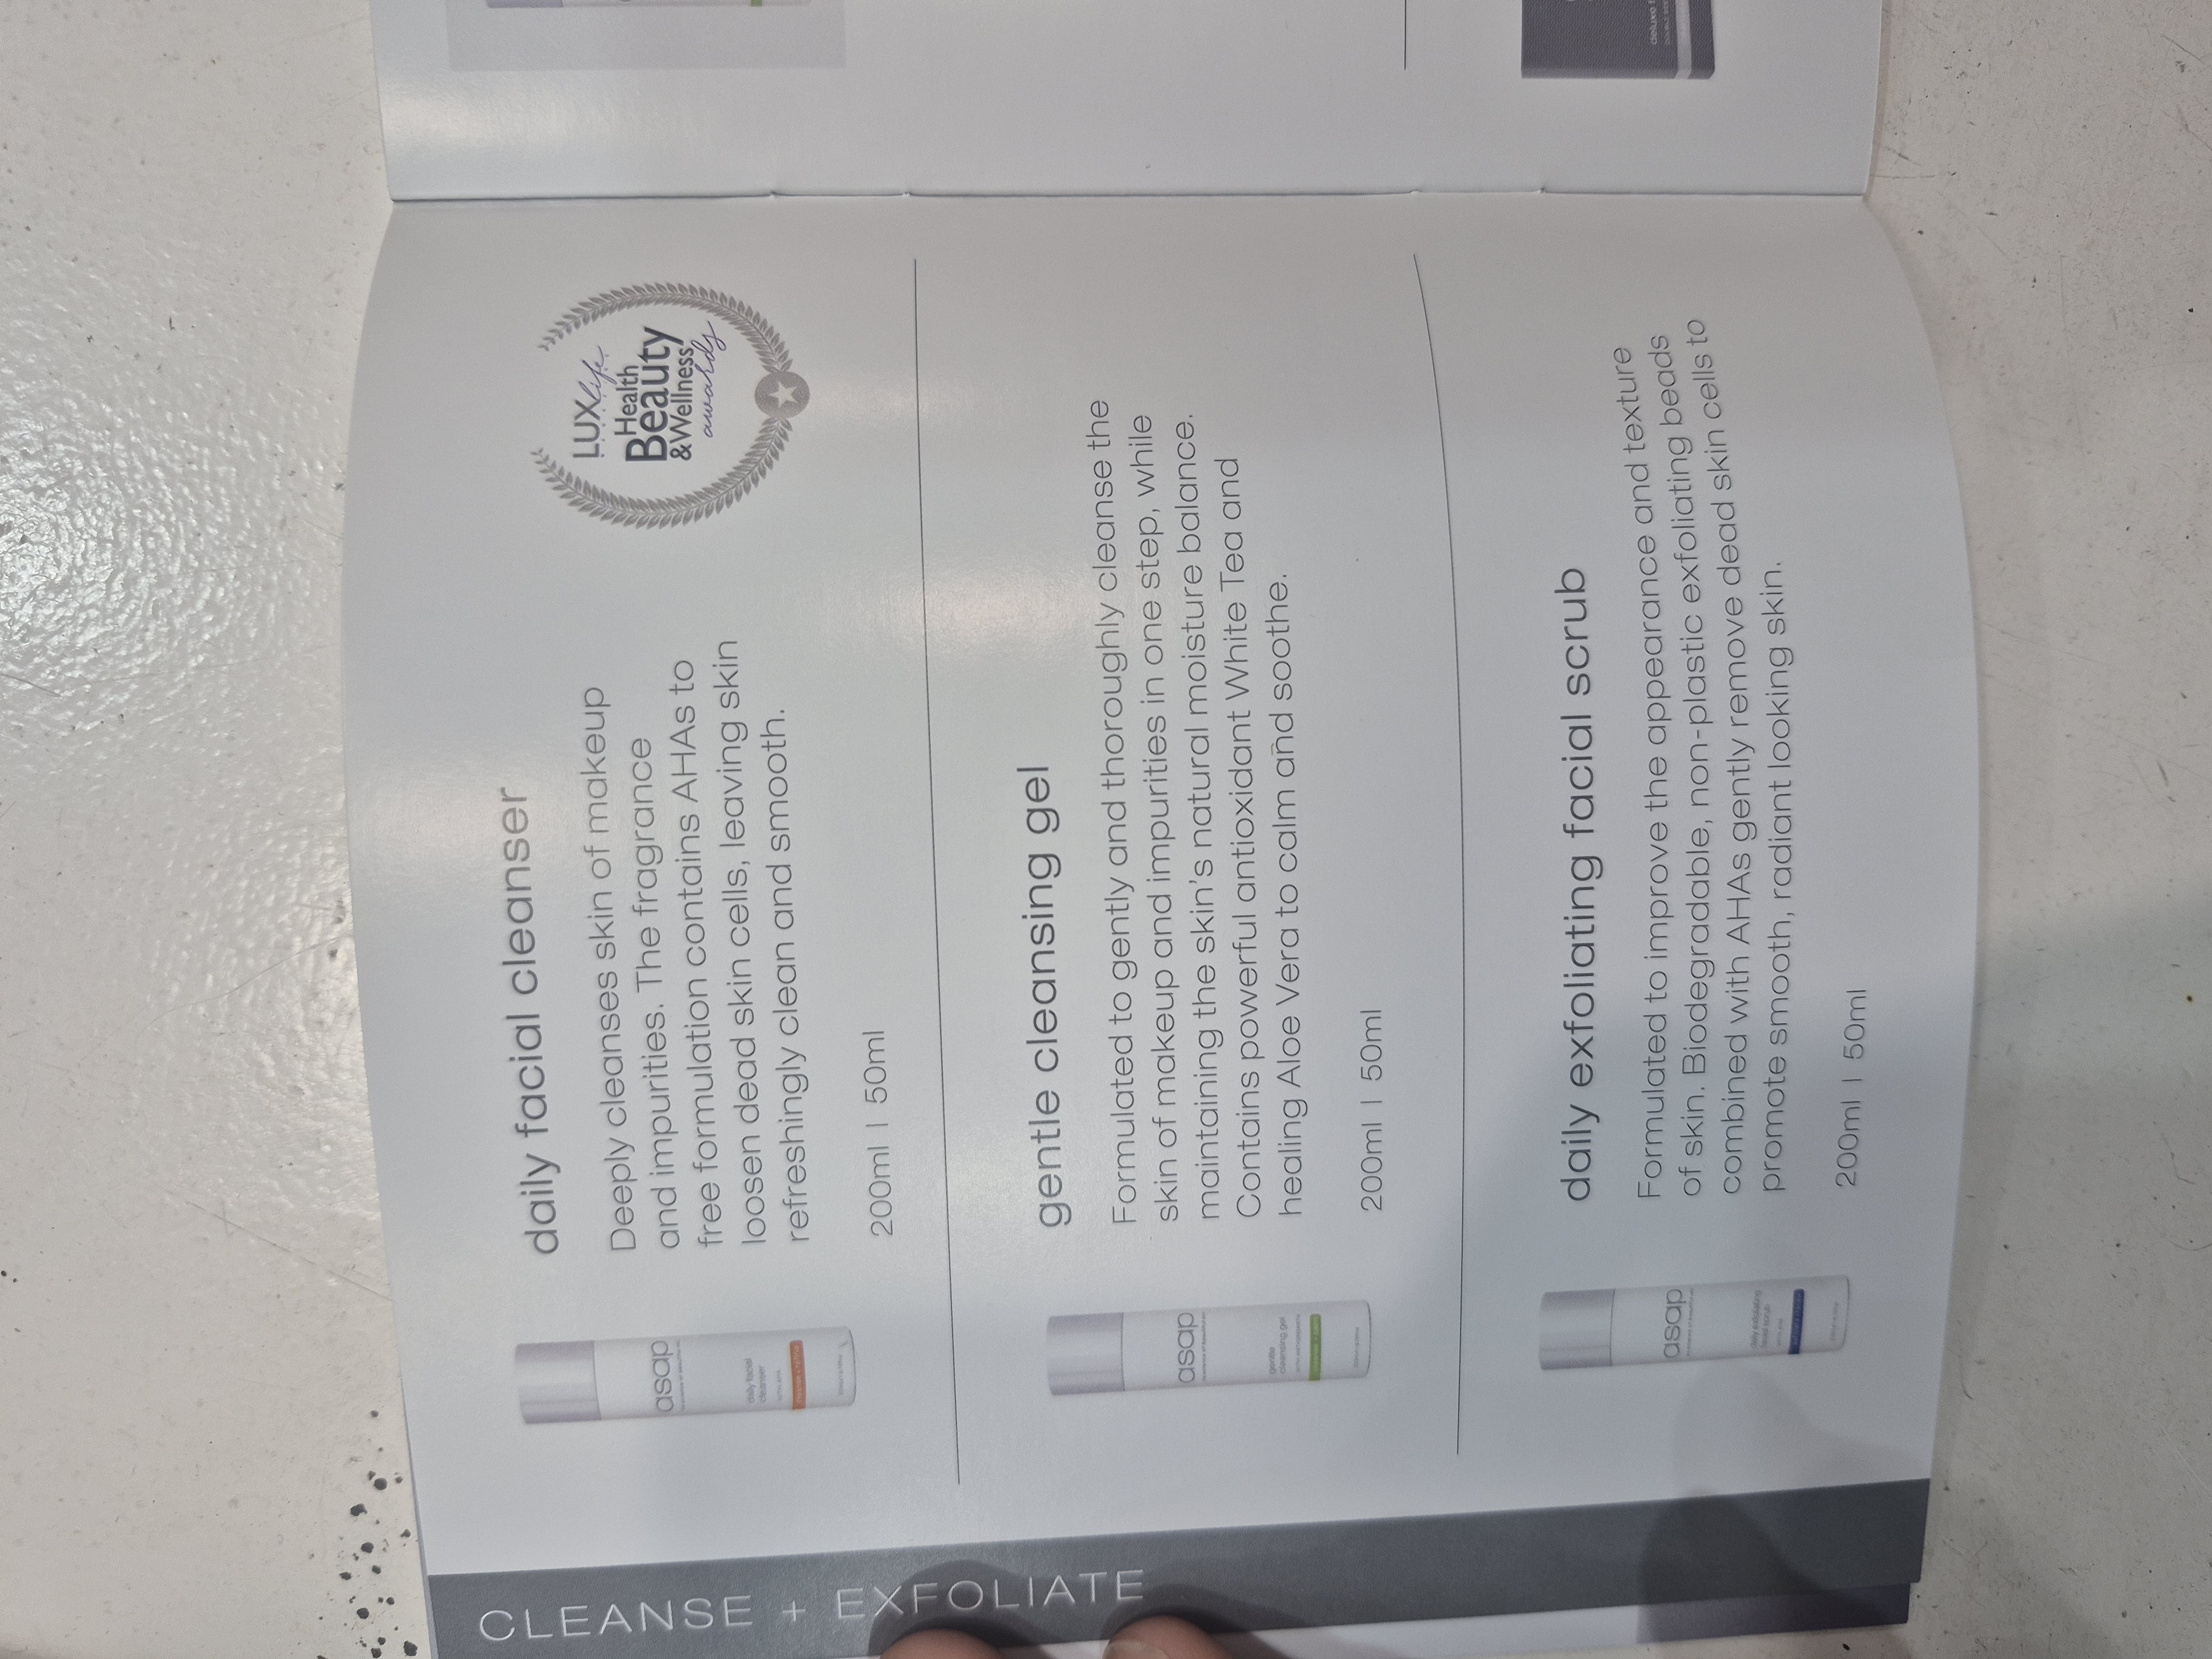 CLEANSE + EXFOLIATE
daily facial cleanser
Deeply cleanses skin of makeup
and impurities. The fragrance
free formulation contains AHAs to
loosen dead skin cells, leaving skin
refreshingly clean and smooth.
200ml | 50ml
LUXlife
Health
Beauty
&Wellness
awards
asap
daily facial
cleanser
gentle cleansing gel
Formulated to gently and thoroughly cleanse the
skin of makeup and impurities in one step, while
maintaining the skin's natural moisture balance.
Contains powerful antioxidant White Tea and
healing Aloe Vera to calm and soothe.
200ml | 50ml
asap
gentle
cleansing gel
daily exfoliating facial scrub
Formulated to improve the appearance and texture
of skin. Biodegradable, non-plastic exfoliating beads
combined with AHAs gently remove dead skin cells to
promote smooth, radiant looking skin.
200ml | 50ml
asap
daily exfoliating
facial scrub
deluxe